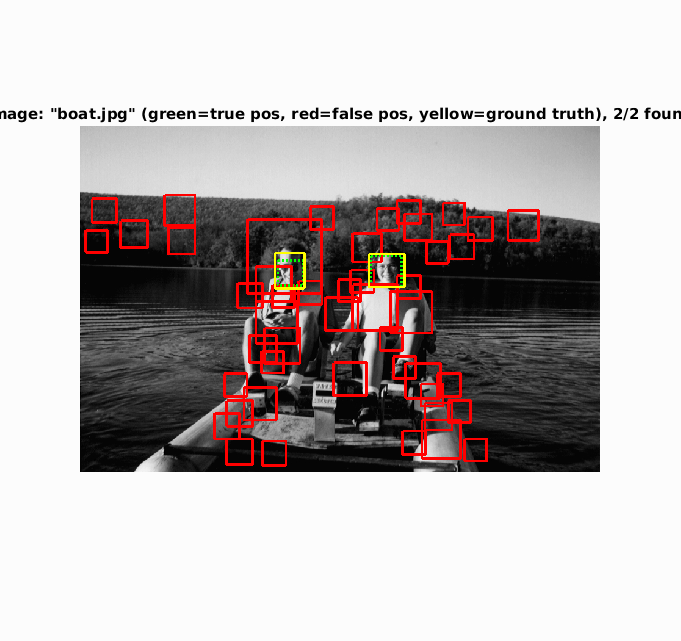 mage: "boat.jpg" (green=true pos, red=false pos, yellow=ground truth), 2/2 foun